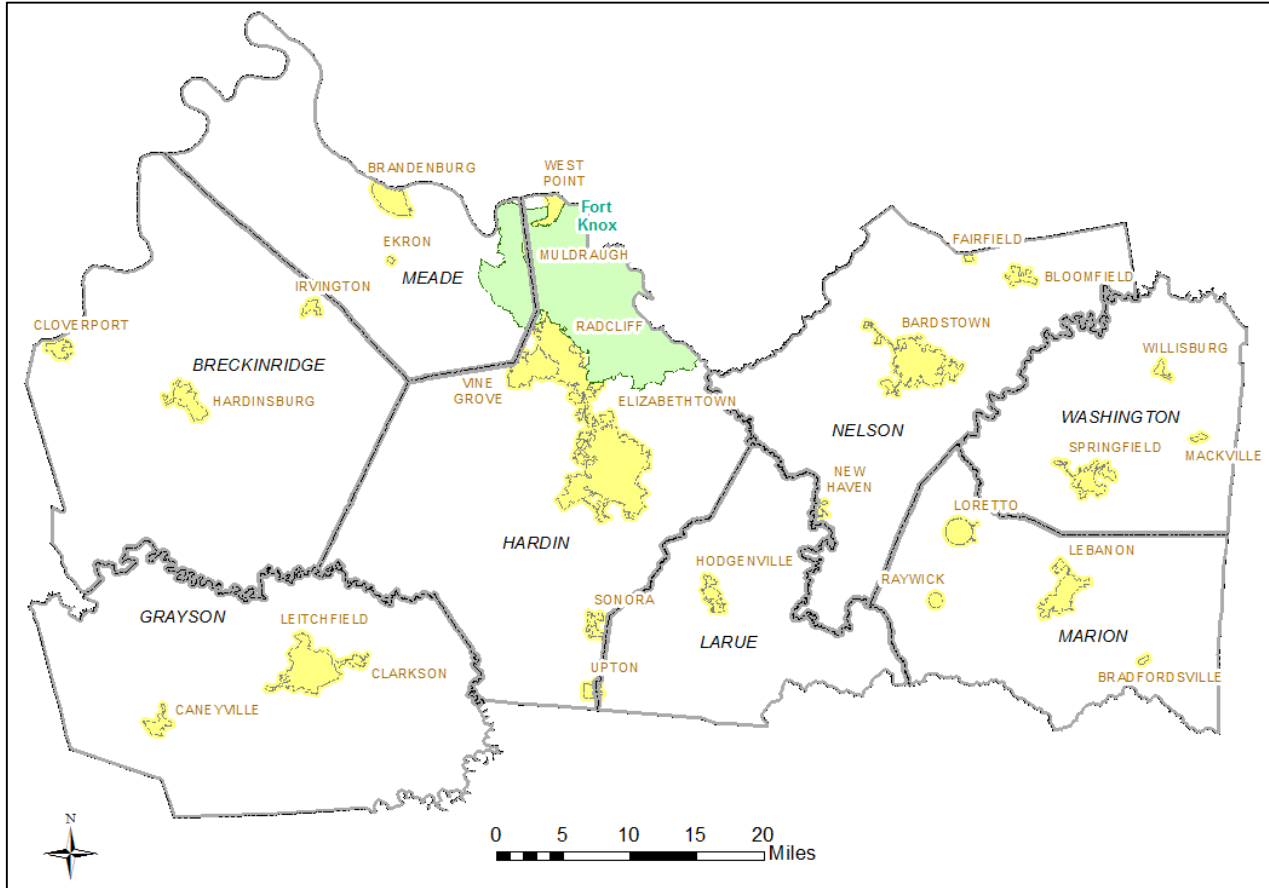 BRANDENBURG
WEST
POINT
Fort
Knox
EKRON
MEADE
MULDRAUGH
FAIRFIELD
BLOOMFIELD
IRVINGTON
CLOVERPORT
RADCLIFF
BARDSTOWN
WILLISBURG
BRECKINRIDGE
VINE
GROVE
HARDINSBURG
ELIZABETHTOWN
NELSON
WASHINGTON
SPRINGFIELD
MACKVILLE
NEW
HAVEN
LORETTO
HARDIN
LEBANON
HODGENVILLE
RAYWICK
SONORA
GRAYSON
LEITCHFIELD
LARUE
MARION
CLARKSON
UPTON
BRADFORDSVILLE
CANEYVILLE
N
0 5 10 15 20
Miles